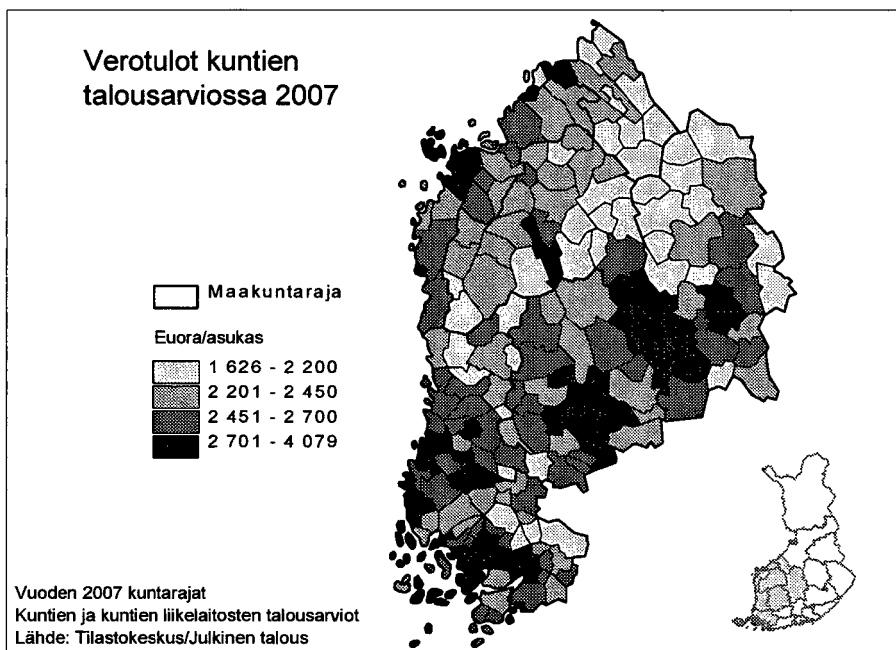 Verotulot kuntien
talousarviossa 2007
Maakuntaraja
Euora/asukas
1 626 - 2 200
2 201 - 2 450
2 451 - 2 700
2 701 - 4 079
Vuoden 2007 kuntarajat
Kuntien ja kuntien liikelaitosten talousarviot
Lähde: Tilastokeskus/Julkinen talous